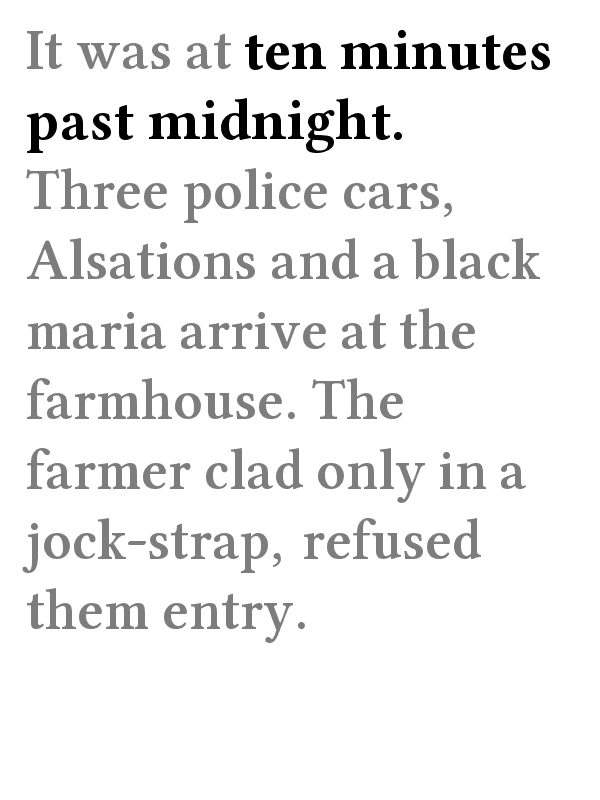 It was at ten minutes
past midnight.
Three police cars,
Alsations and a black
maria arrive at the
farmhouse. The
farmer clad only in a
jock-strap, refused
them entry.